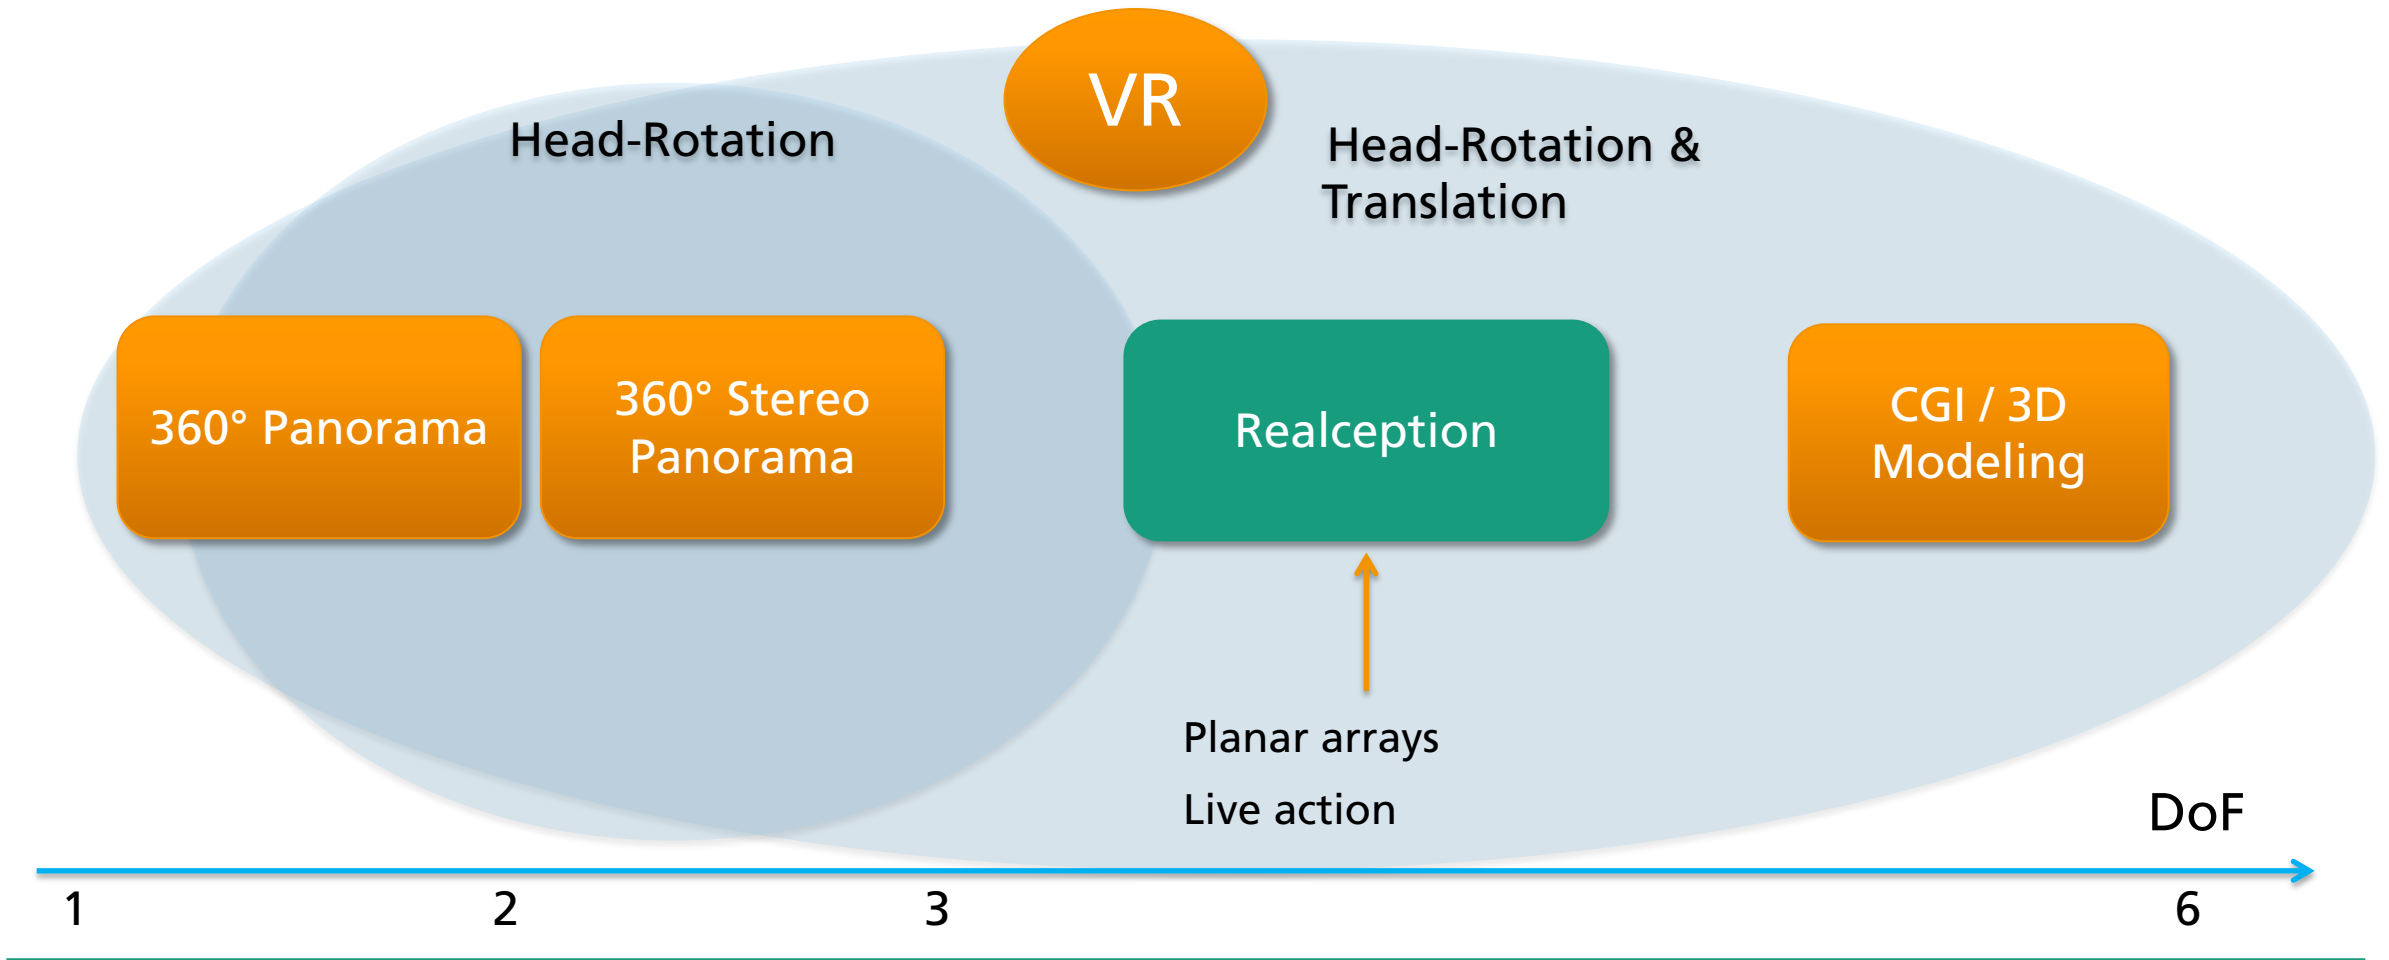 VR
Head-Rotation
Head-Rotation &
Translation
360° Panorama
360° Stereo
Panorama
Realception
CGI / 3D
Modeling
Planar arrays
Live action
DoF
1
2
3
6